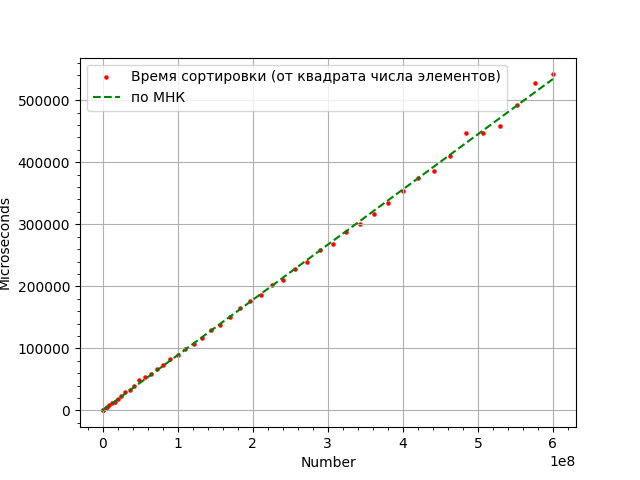 Время сортировки (от квадрата числа элементов)
по МНК
500000
400000
300000
200000
100000
0
Microseconds
0 1 2 3 4 5 6
1e8
Number